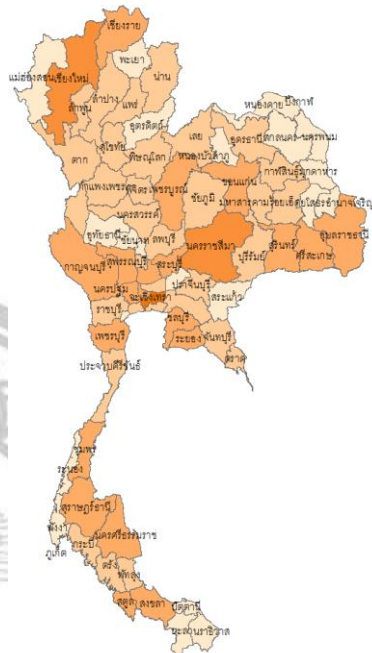 เชียงราย
พะเยา
แม่ฮ่องสอน
เชียงใหม่
น่าน
ลำปาง
แพร่
ลำพูน
อุตรดิตถ์
หนองคาย
บึงกาฬ
เลย
อุดรธานี
สกลนคร
นครพนม
สุโขทัย
ตาก
พิษณุโลก
หนองบัวลำภู
ขอนแก่น
กาฬสินธุ์
มุกดาหาร
กำแพงเพชร
พิจิตร
เพชรบูรณ์
ชัยภูมิ
มหาสารคาม
ร้อยเอ็ด
ยโสธร
อำนาจเจริญ
นครสวรรค์
อุบลราชธานี
อุทัยธานี
ชัยนาท
ลพบุรี
นครราชสีมา
บุรีรัมย์
สุรินทร์
ศรีสะเกษ
กาญจนบุรี
สุพรรณบุรี
สระบุรี
นครปฐม
ปราจีนบุรี
ฉะเชิงเทรา
สระแก้ว
ราชบุรี
ชลบุรี
เพชรบุรี
ระยอง
จันทบุรี
ตราด
ประจวบคีรีขันธ์
ชุมพร
ระนอง
สุราษฎร์ธานี
พังงา
ภูเก็ต
กระบี่
นครศรีธรรมราช
ตรัง
พัทลุง
สตูล
สงขลา
ปัตตานี
ยะลา
นราธิวาส